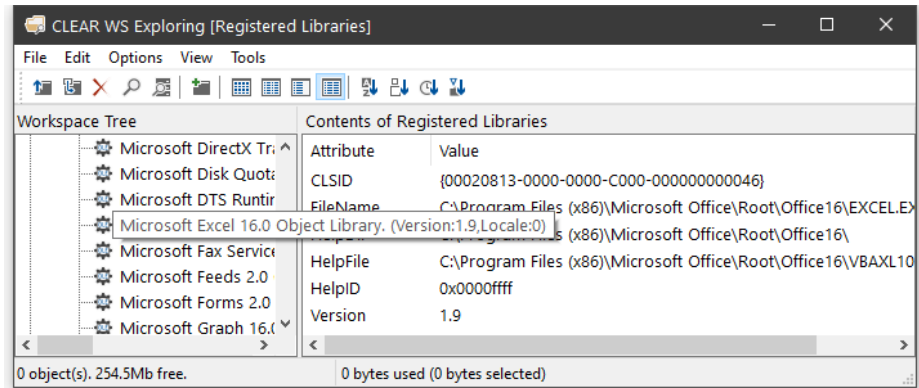 CLEAR WS Exploring [Registered Libraries]
File Edit Options View Tools
Workspace Tree
Microsoft DirectX Tra
Microsoft Disk Quota
Microsoft DTS Runtir
Microsoft Excel 16.0 Object Library. (Version:1.9,Locale:0)
Microsoft Fax Service
Microsoft Feeds 2.0
Microsoft Forms 2.0
Microsoft Graph 16.(
Contents of Registered Libraries
Attribute Value
CLSID {00020813-0000-0000-C000-000000000046}
FileName C:\Program Files (x86)\Microsoft Office\Root\Office16\EXCEL.EX
C:\Program Files (x86)\Microsoft Office\Root\Office16\
HelpFile C:\Program Files (x86)\Microsoft Office\Root\Office16\VBAXL10
HelpID 0x0000ffff
Version 1.9
0 object(s). 254.5Mb free. 0 bytes used (0 bytes selected)